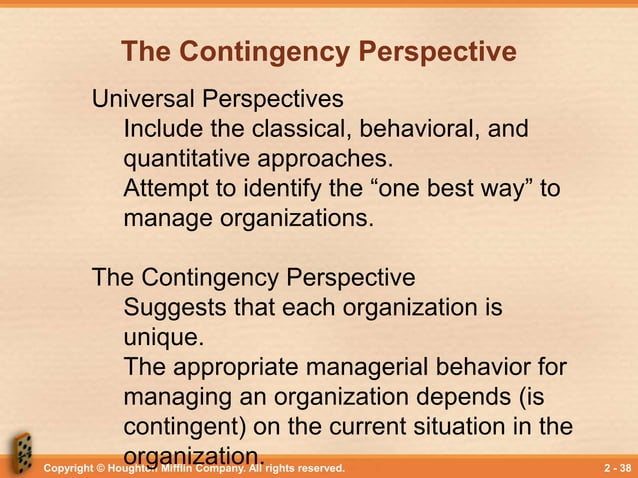 The Contingency Perspective
Universal Perspectives
Include the classical, behavioral, and
quantitative approaches.
Attempt to identify the “one best way” to
manage organizations.
The Contingency Perspective
Suggests that each organization is
unique.
The appropriate managerial behavior for
managing an organization depends (is
contingent) on the current situation in the
organization.
Copyright © Houghton Mifflin Company. All rights reserved.
2 - 38